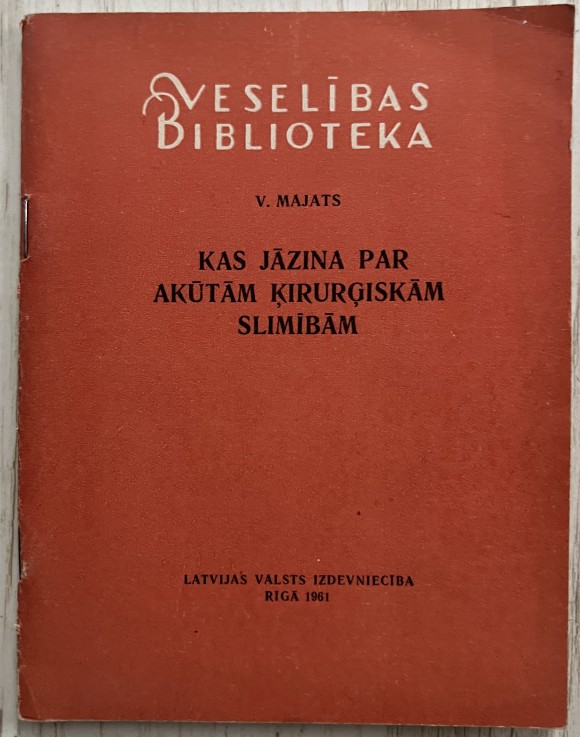 VESELĪBAS
BIBLIOTEKA
V. MAJATS
KAS JĀZINA PAR
AKŪTĀM ĶIRURĢISKĀM
SLIMĪBĀM
LATVIJAS VALSTS IZDEVNIECĪBA
RĪGĀ 1961